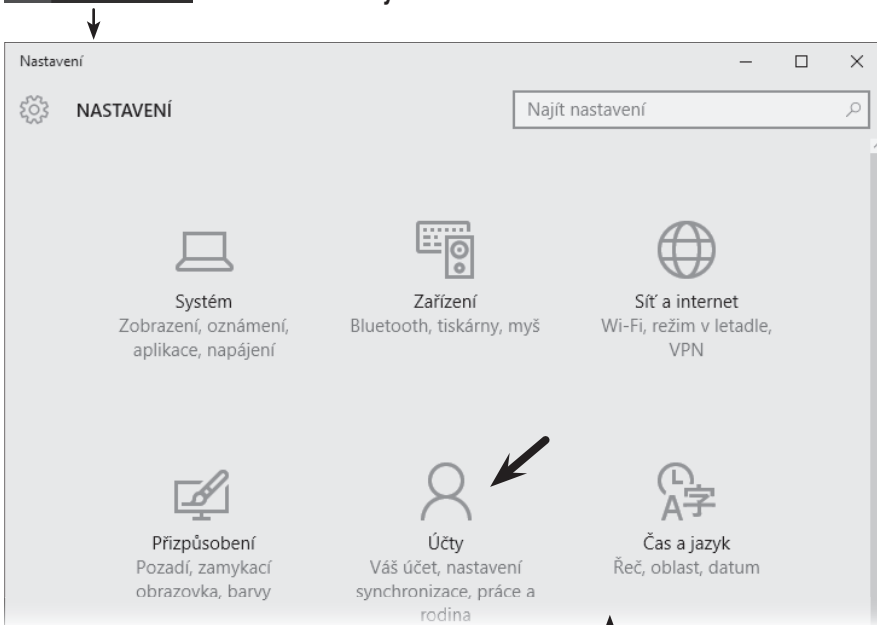 Nastavení
NASTAVENÍ
Najít nastavení
Systém
Zobrazení, oznámení,
aplikace, napájení
Zařízení
Bluetooth, tiskárny, myš
Síť a internet
Wi-Fi, režim v letadle,
VPN
Přizpůsobení
Pozadí, zamykací
obrazovka, barvy
Účty
Váš účet, nastavení
synchronizace, práce a
rodina
Čas a jazyk
Řeč, oblast, datum